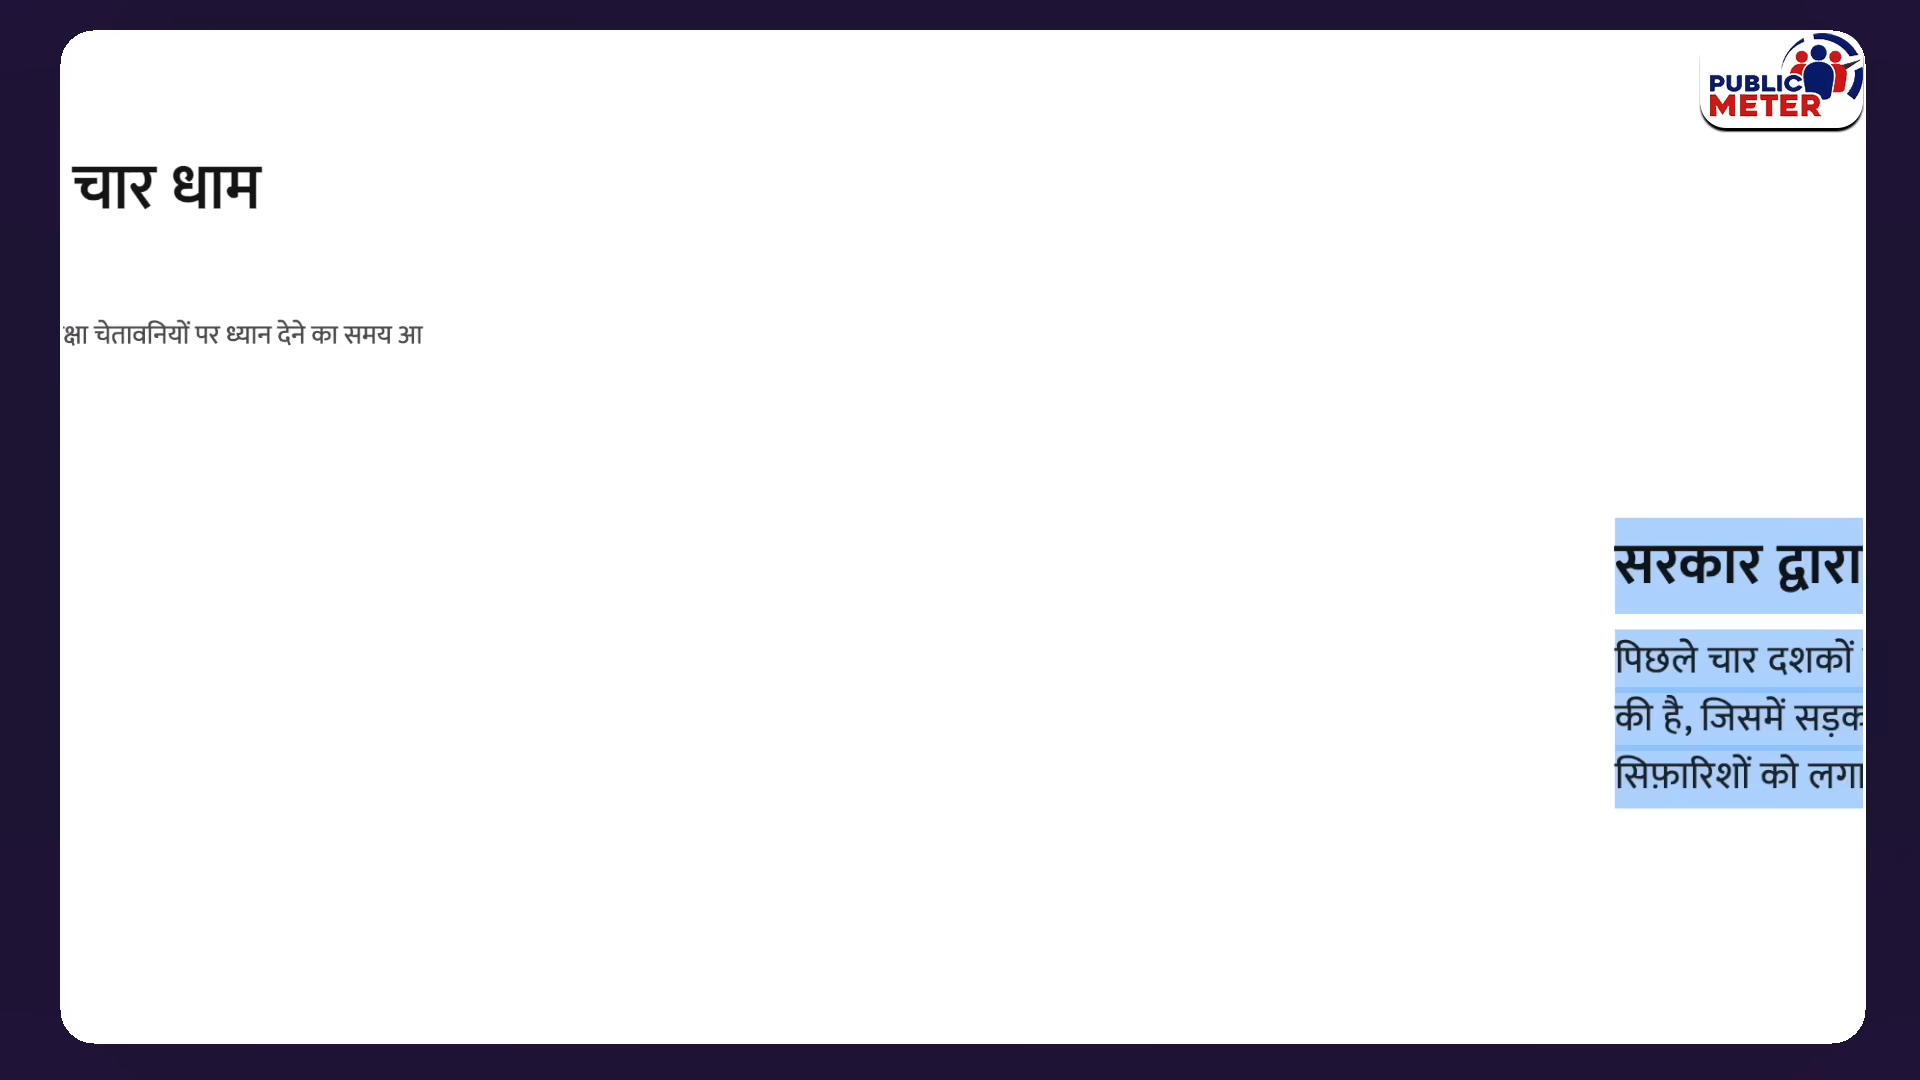 PUBLIC
METER
चार धाम
क्षा चेतावनियों पर ध्यान देने का समय आ
सरकार द्वारा
पिछले चार दशकों
की है, जिसमें सड़क
सिफ़ारिशों को लगा